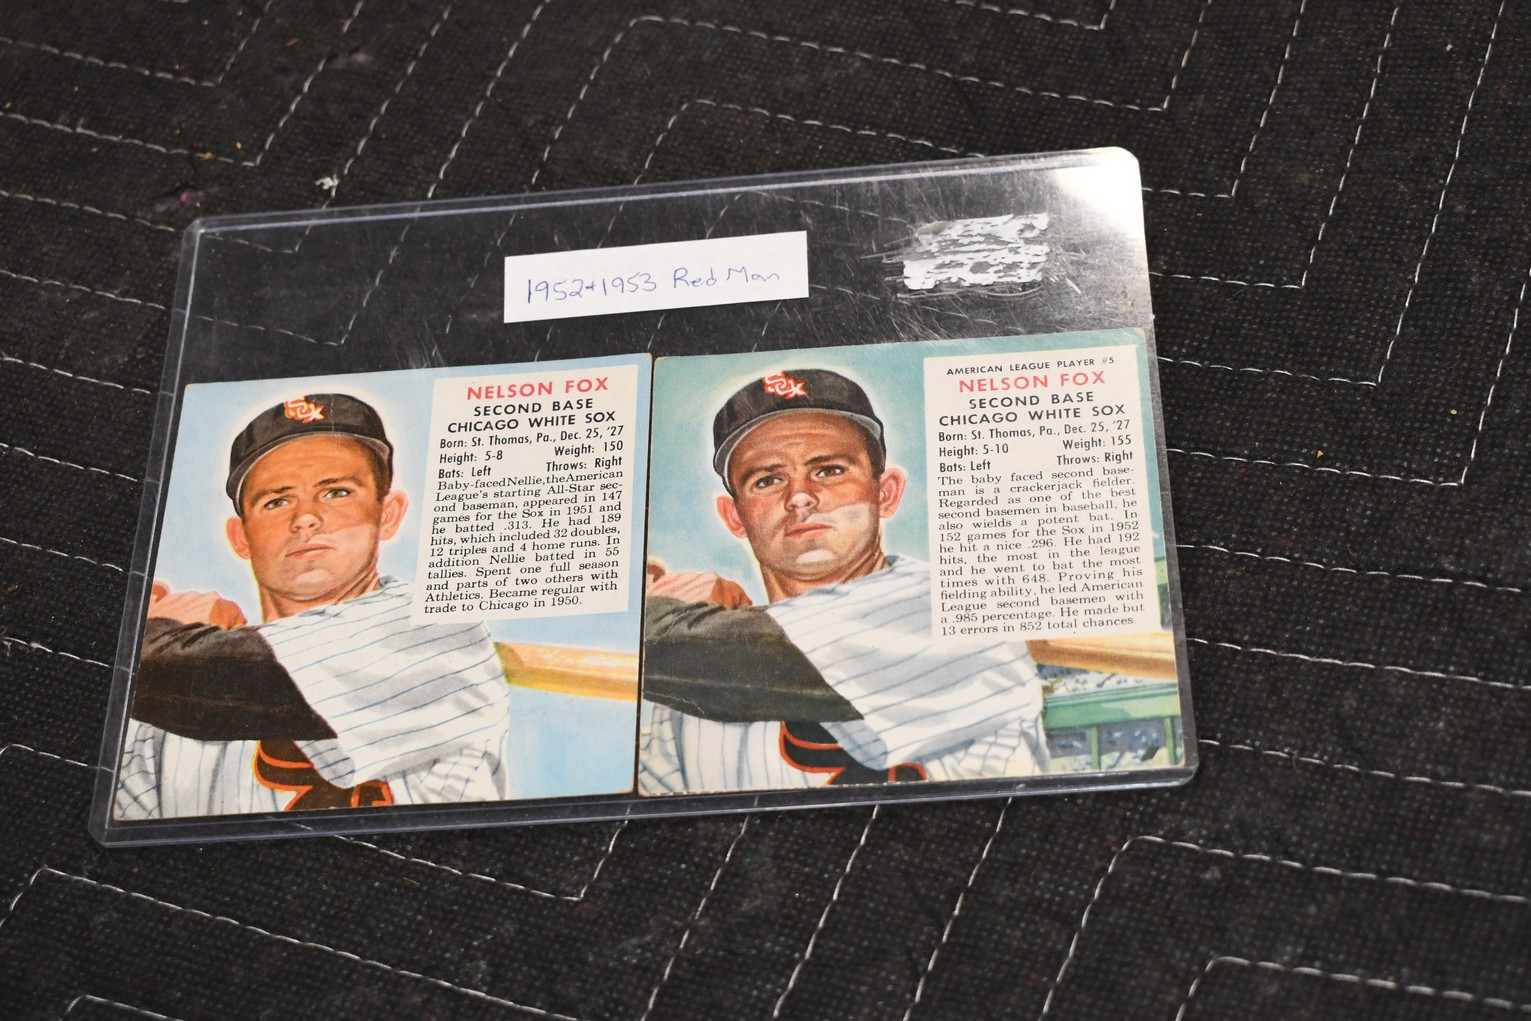 1952+1953 Red Man
Sox
NELSON FOX
SECOND BASE
CHICAGO WHITE SOX
Born: St. Thomas, Pa., Dec. 25, '27
Height: 5-8 Weight: 150
Bats: Left Throws: Right
Baby-faced Nellie, the American
League's starting All-Star sec-
ond baseman, appeared in 147
games for the Sox in 1951 and
he batted .313. He had 189
hits, which included 32 doubles,
12 triples and 4 home runs. In
addition Nellie batted in 55
tallies. Spent one full season
and parts of two others with
Athletics. Became regular with
trade to Chicago in 1950.
Sox
AMERICAN LEAGUE PLAYER #5
NELSON FOX
SECOND BASE
CHICAGO WHITE SOX
Born: St. Thomas, Pa., Dec. 25, '27
Height: 5-10 Weight: 155
Bats: Left Throws: Right
The baby faced second base-
man is a crackerjack fielder.
Regarded as one of the best
second basemen in baseball, he
also wields a potent bat. In
152 games for the Sox in 1952
he hit a nice .296. He had 192
hits, the most in the league
and he went to bat the most
times with 648. Proving his
fielding ability, he led American
League second basemen with
a .985 percentage. He made but
13 errors in 852 total chances.